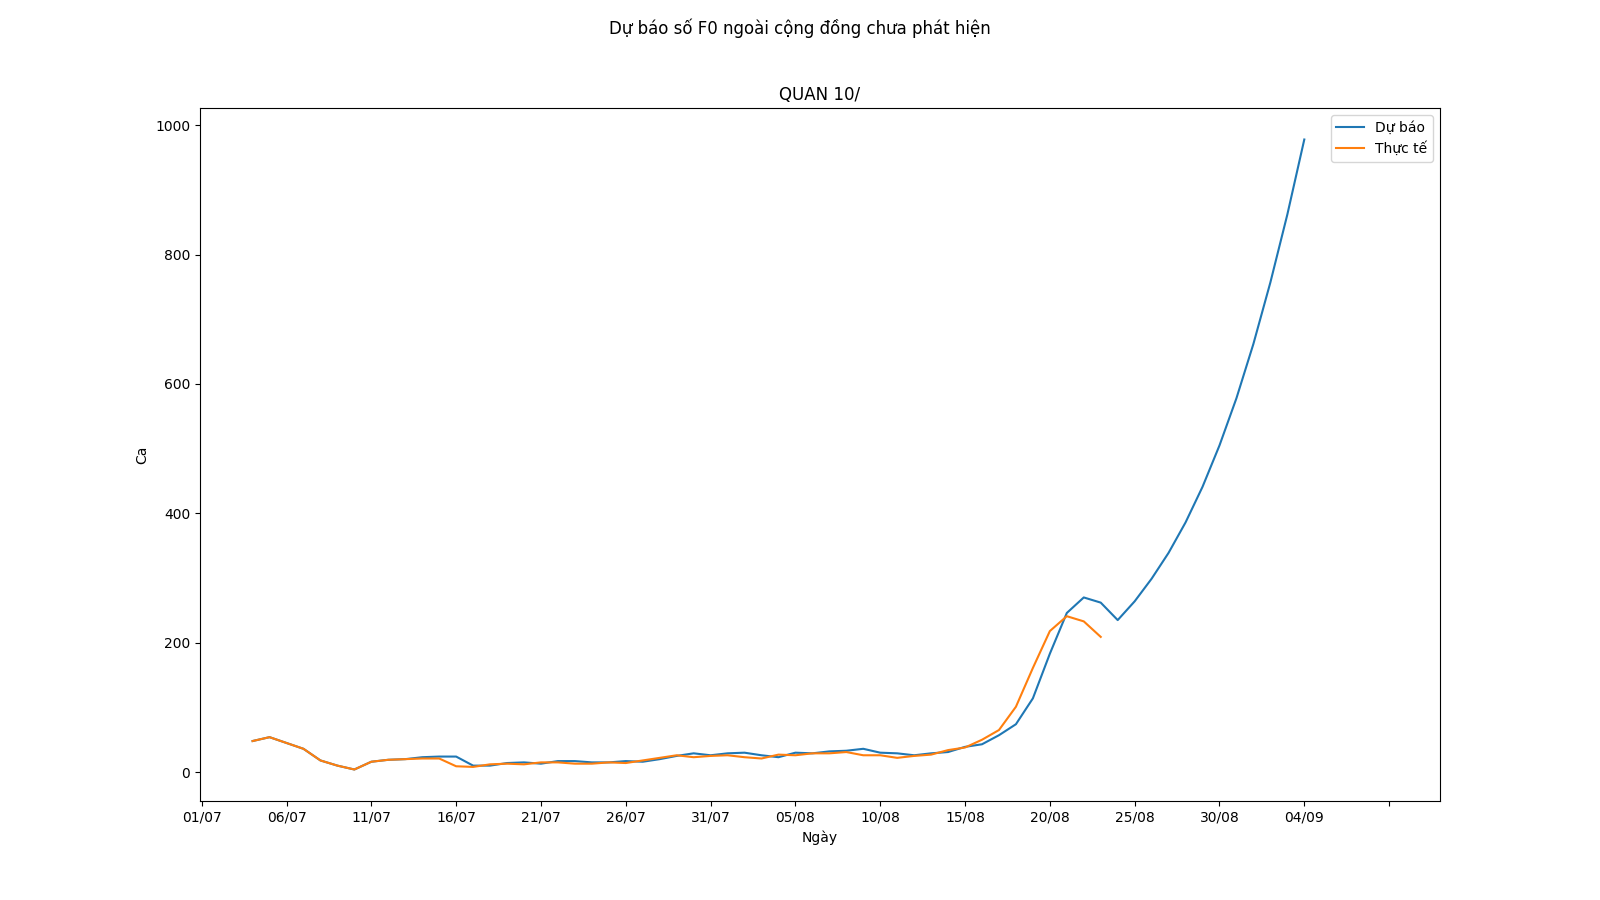 Dự báo số F0 ngoài cộng đồng chưa phát hiện
QUAN 10/
Dự báo
Thực tế
1000
800
600
400
200
0
Ca
01/07 06/07 11/07 16/07 21/07 26/07 31/07 05/08 10/08 15/08 20/08 25/08 30/08 04/09
Ngày